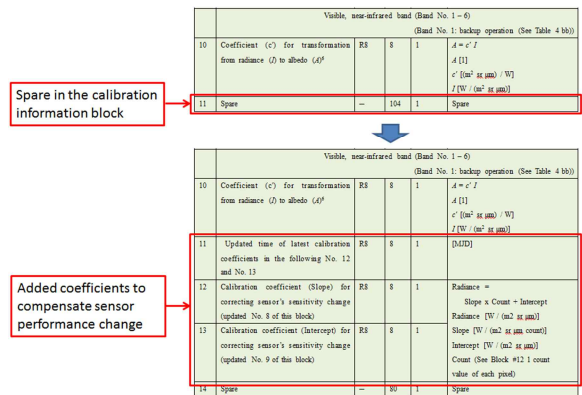 Visible, near-infrared band (Band No. 1 – 6)
(Band No. 1: backup operation (See Table 4 bb))
10 Coefficient (c') for transformation from radiance (I) to albedo (A)⁶ R8 8 1 A = c' I
A [1]
c' [(m² sr μm) / W]
I [W / (m² sr μm)]
11 Spare – 104 1 Spare
Spare in the calibration
information block
Visible, near-infrared band (Band No. 1 – 6)
(Band No. 1: backup operation (See Table 4 bb))
10 Coefficient (c') for transformation from radiance (I) to albedo (A)⁶ R8 8 1 A = c' I
A [1]
c' [(m² sr μm) / W]
I [W / (m² sr μm)]
11 Updated time of latest calibration coefficients in the following No. 12 and No. 13 R8 8 1 [MJD]
12 Calibration coefficient (Slope) for correcting sensor's sensitivity change (updated No. 8 of this block) R8 8 1 Radiance =
Slope x Count + Intercept
Radiance [W / (m2 sr μm)]
13 Calibration coefficient (Intercept) for correcting sensor's sensitivity change (updated No. 9 of this block) R8 8 1 Slope [W / (m2 sr μm count)]
Intercept [W / (m2 sr μm)]
Count (See Block #12 1 count
value of each pixel)
14 Spare – 80 1 Spare
Added coefficients to
compensate sensor
performance change